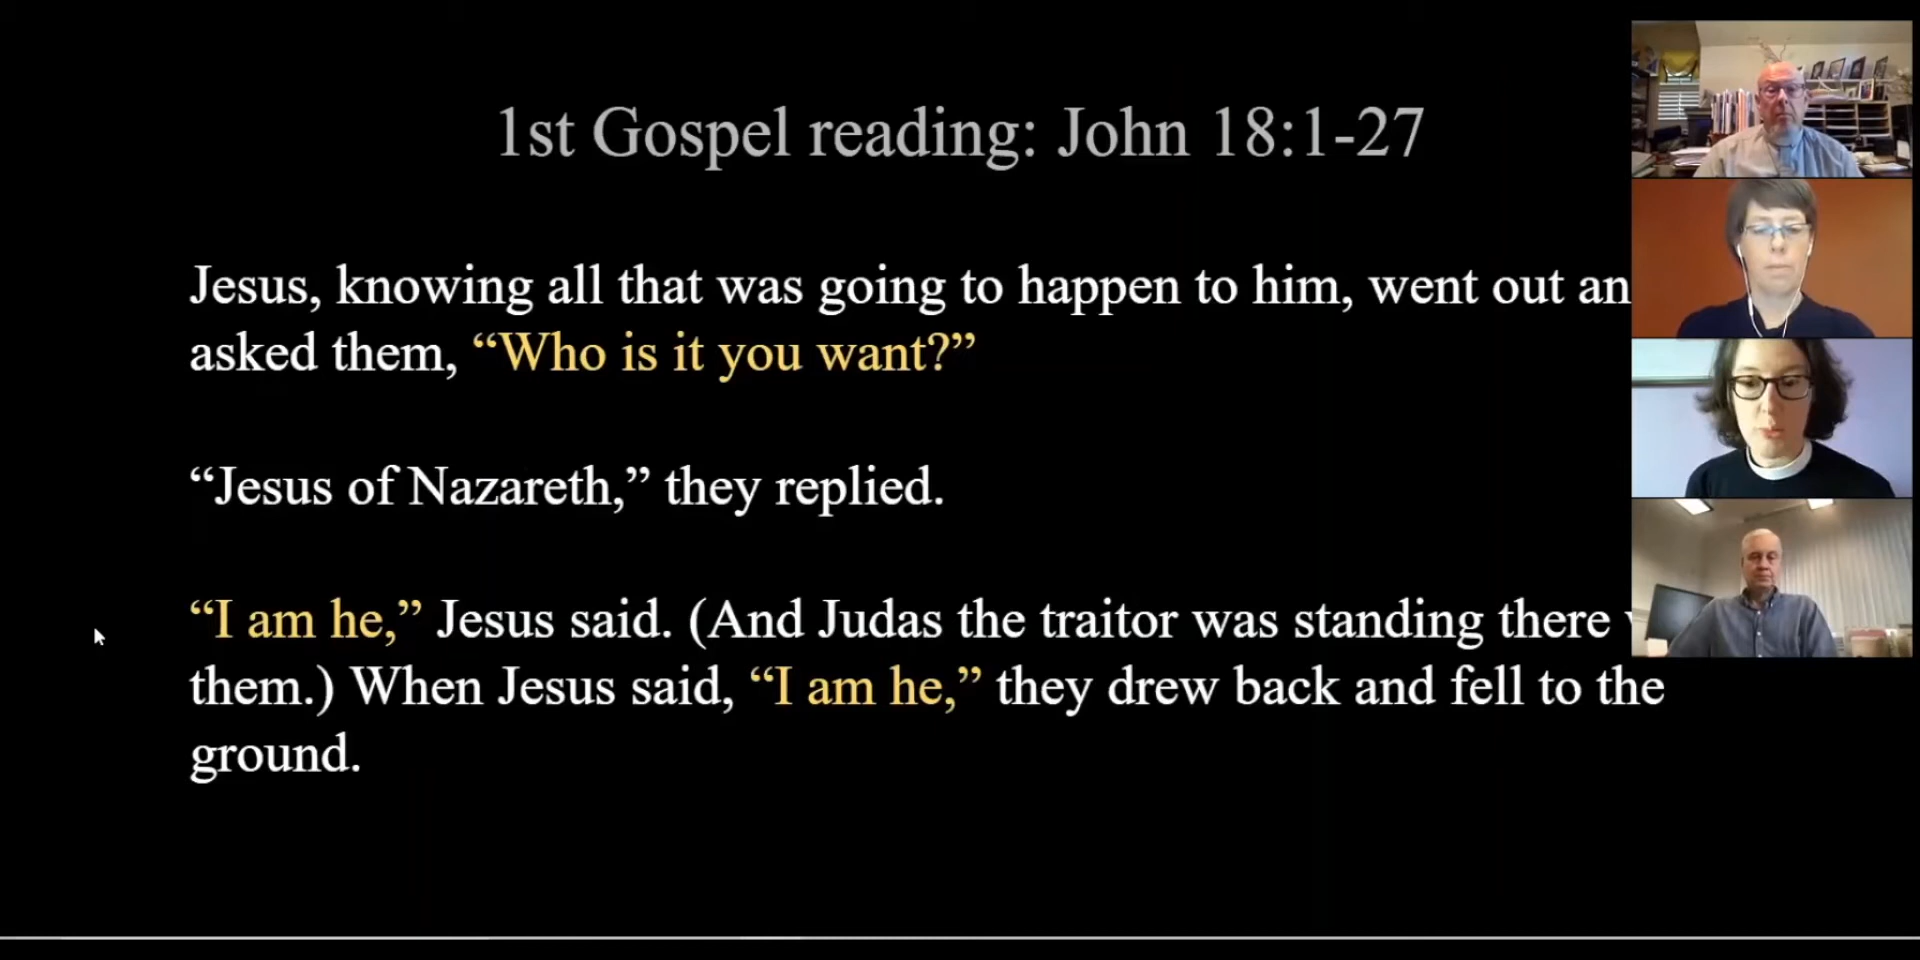 1st Gospel reading: John 18:1-27
Jesus, knowing all that was going to happen to him, went out an
asked them, “Who is it you want?”
“Jesus of Nazareth,” they replied.
“I am he,” Jesus said. (And Judas the traitor was standing there
them.) When Jesus said, “I am he,” they drew back and fell to the
ground.